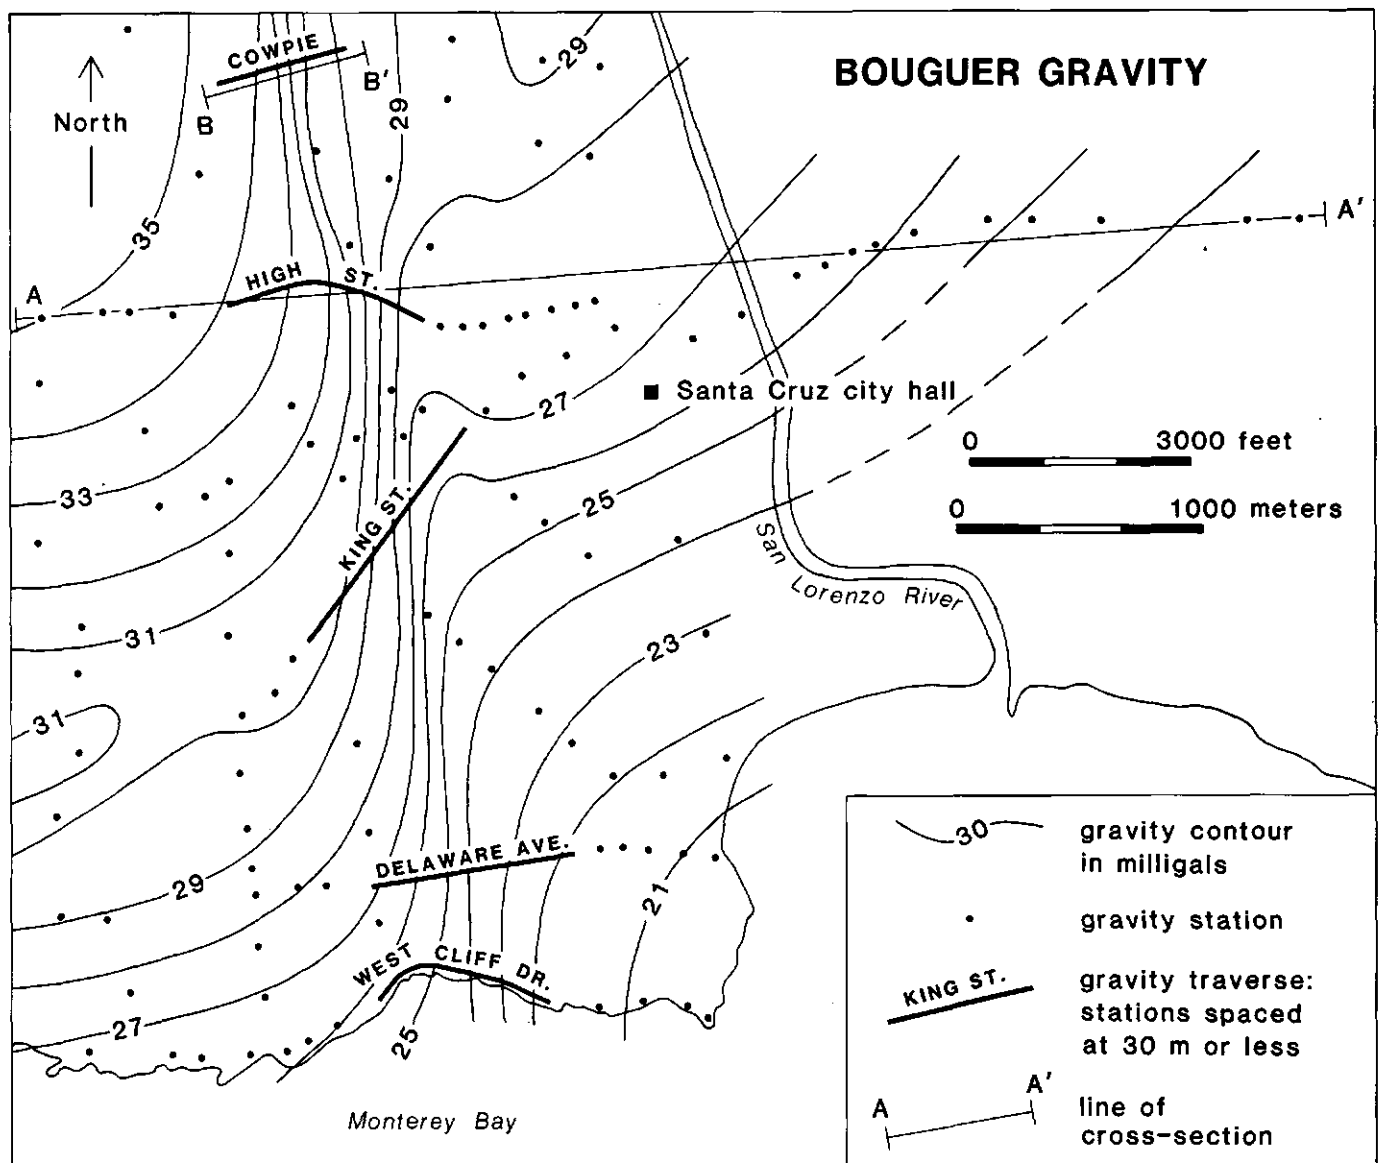 BOUGUER GRAVITY
COWPIE
B
B'
North
29
29
35
HIGH ST.
A
A'
27
Santa Cruz city hall
0 3000 feet
0 1000 meters
33
25
KING ST.
San Lorenzo River
31
23
31
DELAWARE AVE.
29
21
WEST CLIFF DR.
27
25
Monterey Bay
30
gravity contour
in milligals
gravity station
KING ST.
gravity traverse:
stations spaced
at 30 m or less
A
A'
line of
cross-section